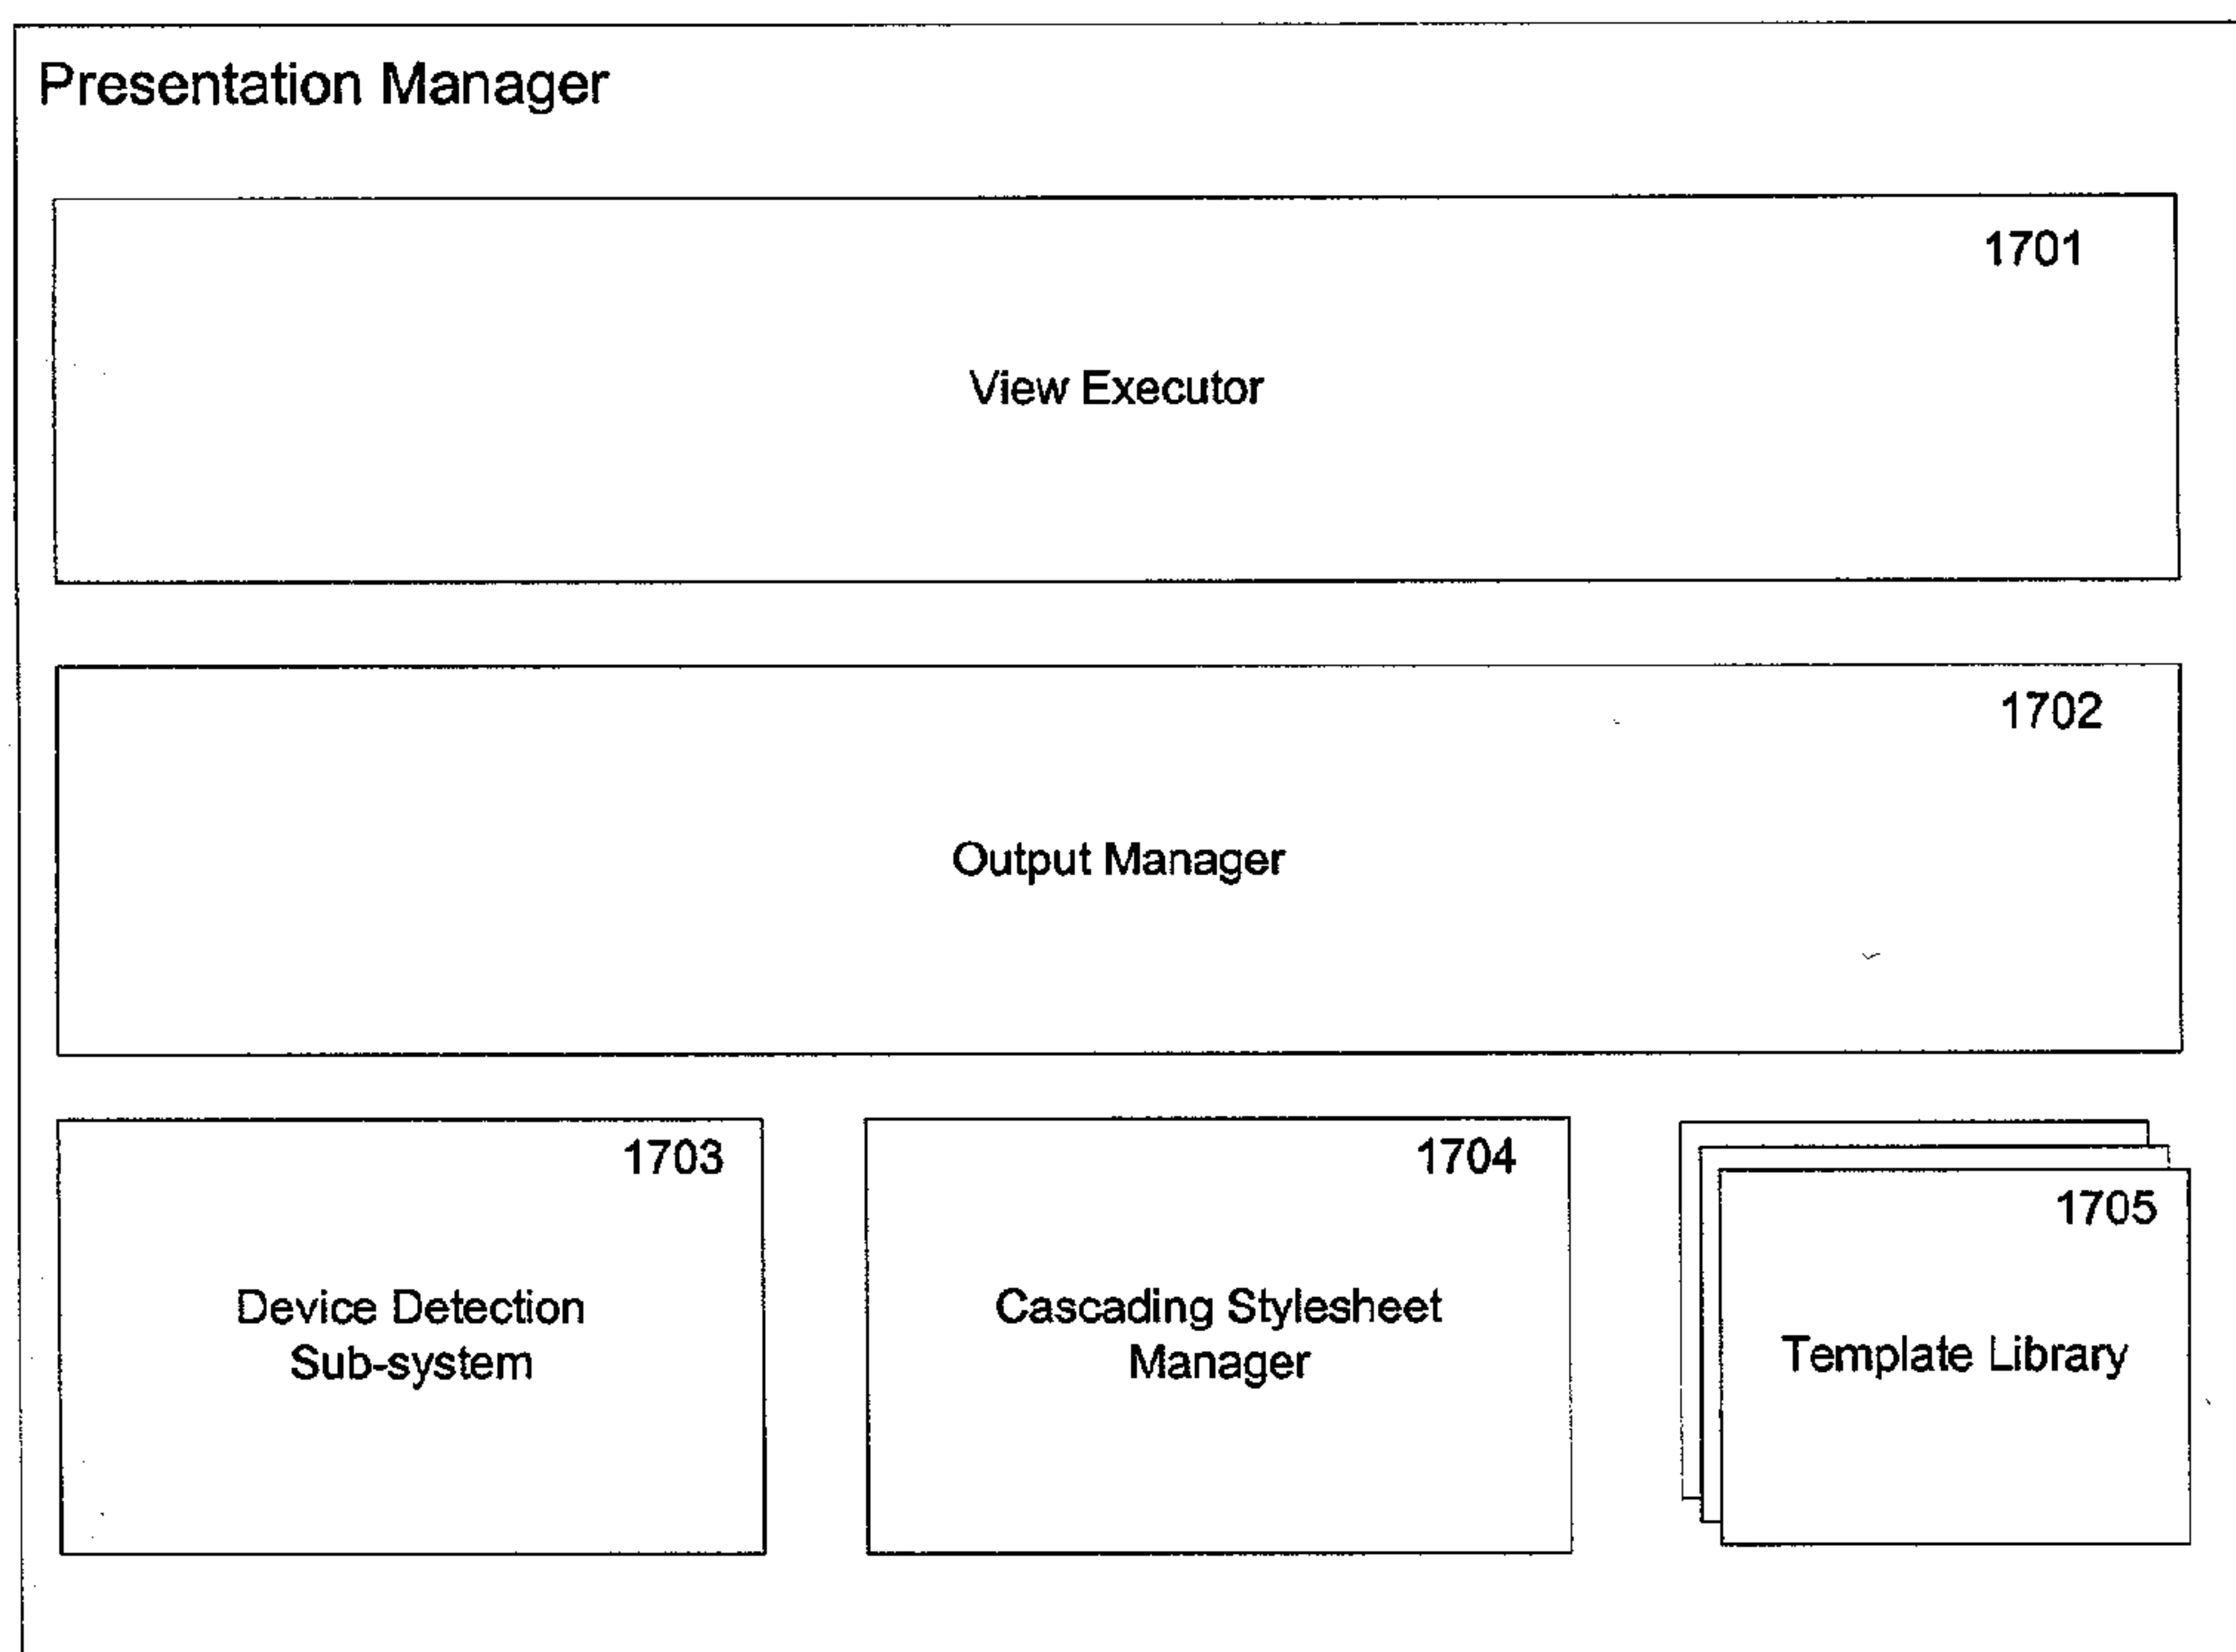 Presentation Manager
1701
View Executor
1702
Output Manager
1703
Device Detection
Sub-system
1704
Cascading Stylesheet
Manager
1705
Template Library